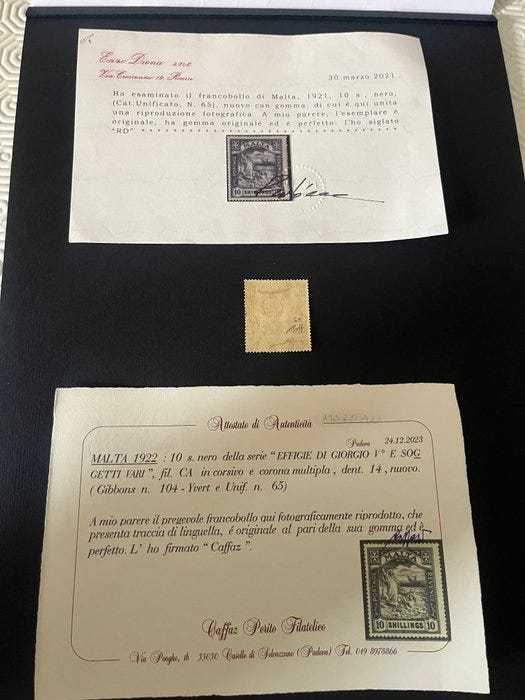 Enzo Diena snc
Via Crescenzio 19, Roma
30 marzo 2021
Ho esaminato il francobollo di Malta, 1921, 10 s., nero,
(Cat.Unificato, N. 65), nuovo con gomma, di cui è qui unita
una riproduzione fotografica. A mio parere, l'esemplare è
originale, ha gomma originale ed è perfetto: l'ho siglato
"RD"
MALTA
10 SHILLINGS 10
65
Attestato di Autenticità
Padova 24.12.2023
MALTA 1922 : 10 s. nero della serie "EFFIGIE DI GIORGIO V° E SOG
GETTI VARI", fil. CA in corsivo e corona multipla, dent. 14, nuovo.
( Gibbons n. 104 - Yvert e Unif. n. 65)
A mio parere il pregevole francobollo qui fotograficamente riprodotto, che
presenta traccia di linguella, é originale al pari della sua gomma ed è
perfetto. L' ho firmato " Caffaz ".
MALTA
POSTAGE
REVENUE
10 SHILLINGS 10
Caffaz Perito Filatelico
Via Ponghe, 1b 35030 Caselle di Selvazzano (Padova) Tel. 049 8978866